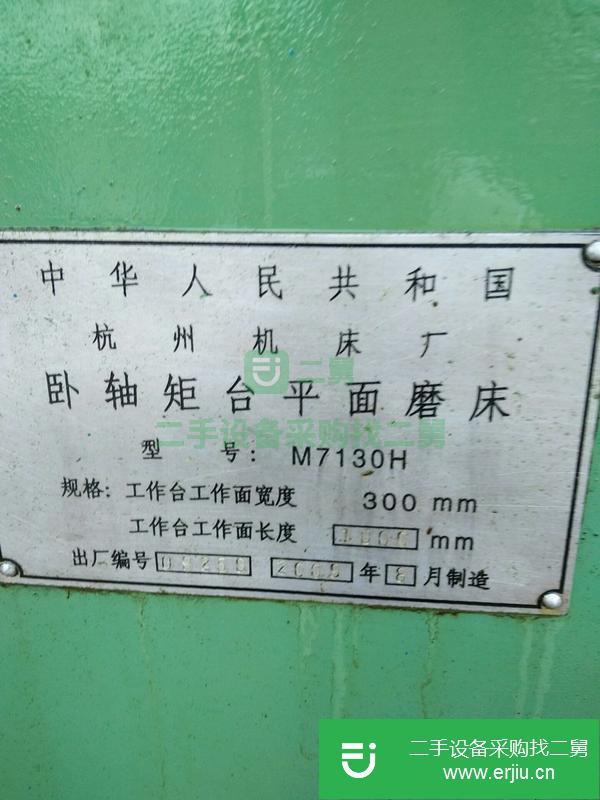 中华人民共和国
杭州机床厂
卧轴矩台平面磨床
二舅
二手设备采购找二舅
型号: M7130H
规格: 工作台工作面宽度 300 mm
工作台工作面长度 mm
出厂编号 年 月制造
二手设备采购找二舅
www.erjiu.cn